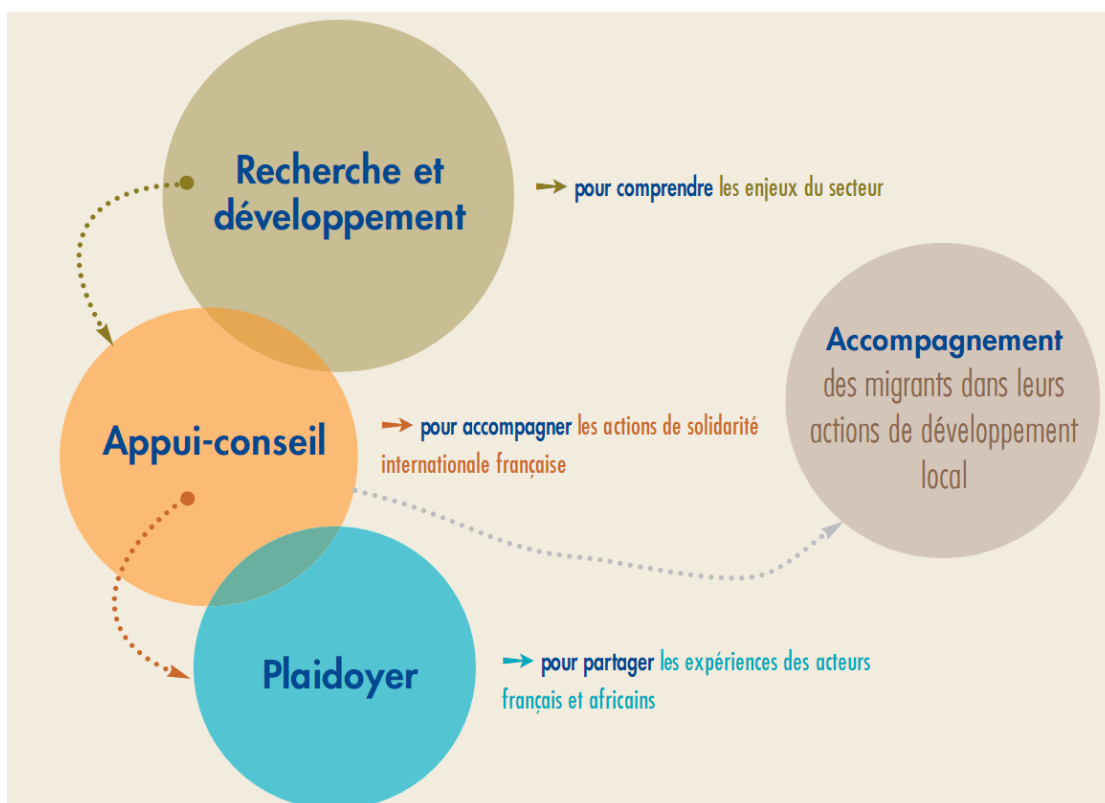 Recherche et
développement
pour comprendre les enjeux du secteur
Appui-conseil
pour accompagner les actions de solidarité
internationale française
Accompagnement
des migrants dans leurs
actions de développement
local
Plaidoyer
pour partager les expériences des acteurs
français et africains